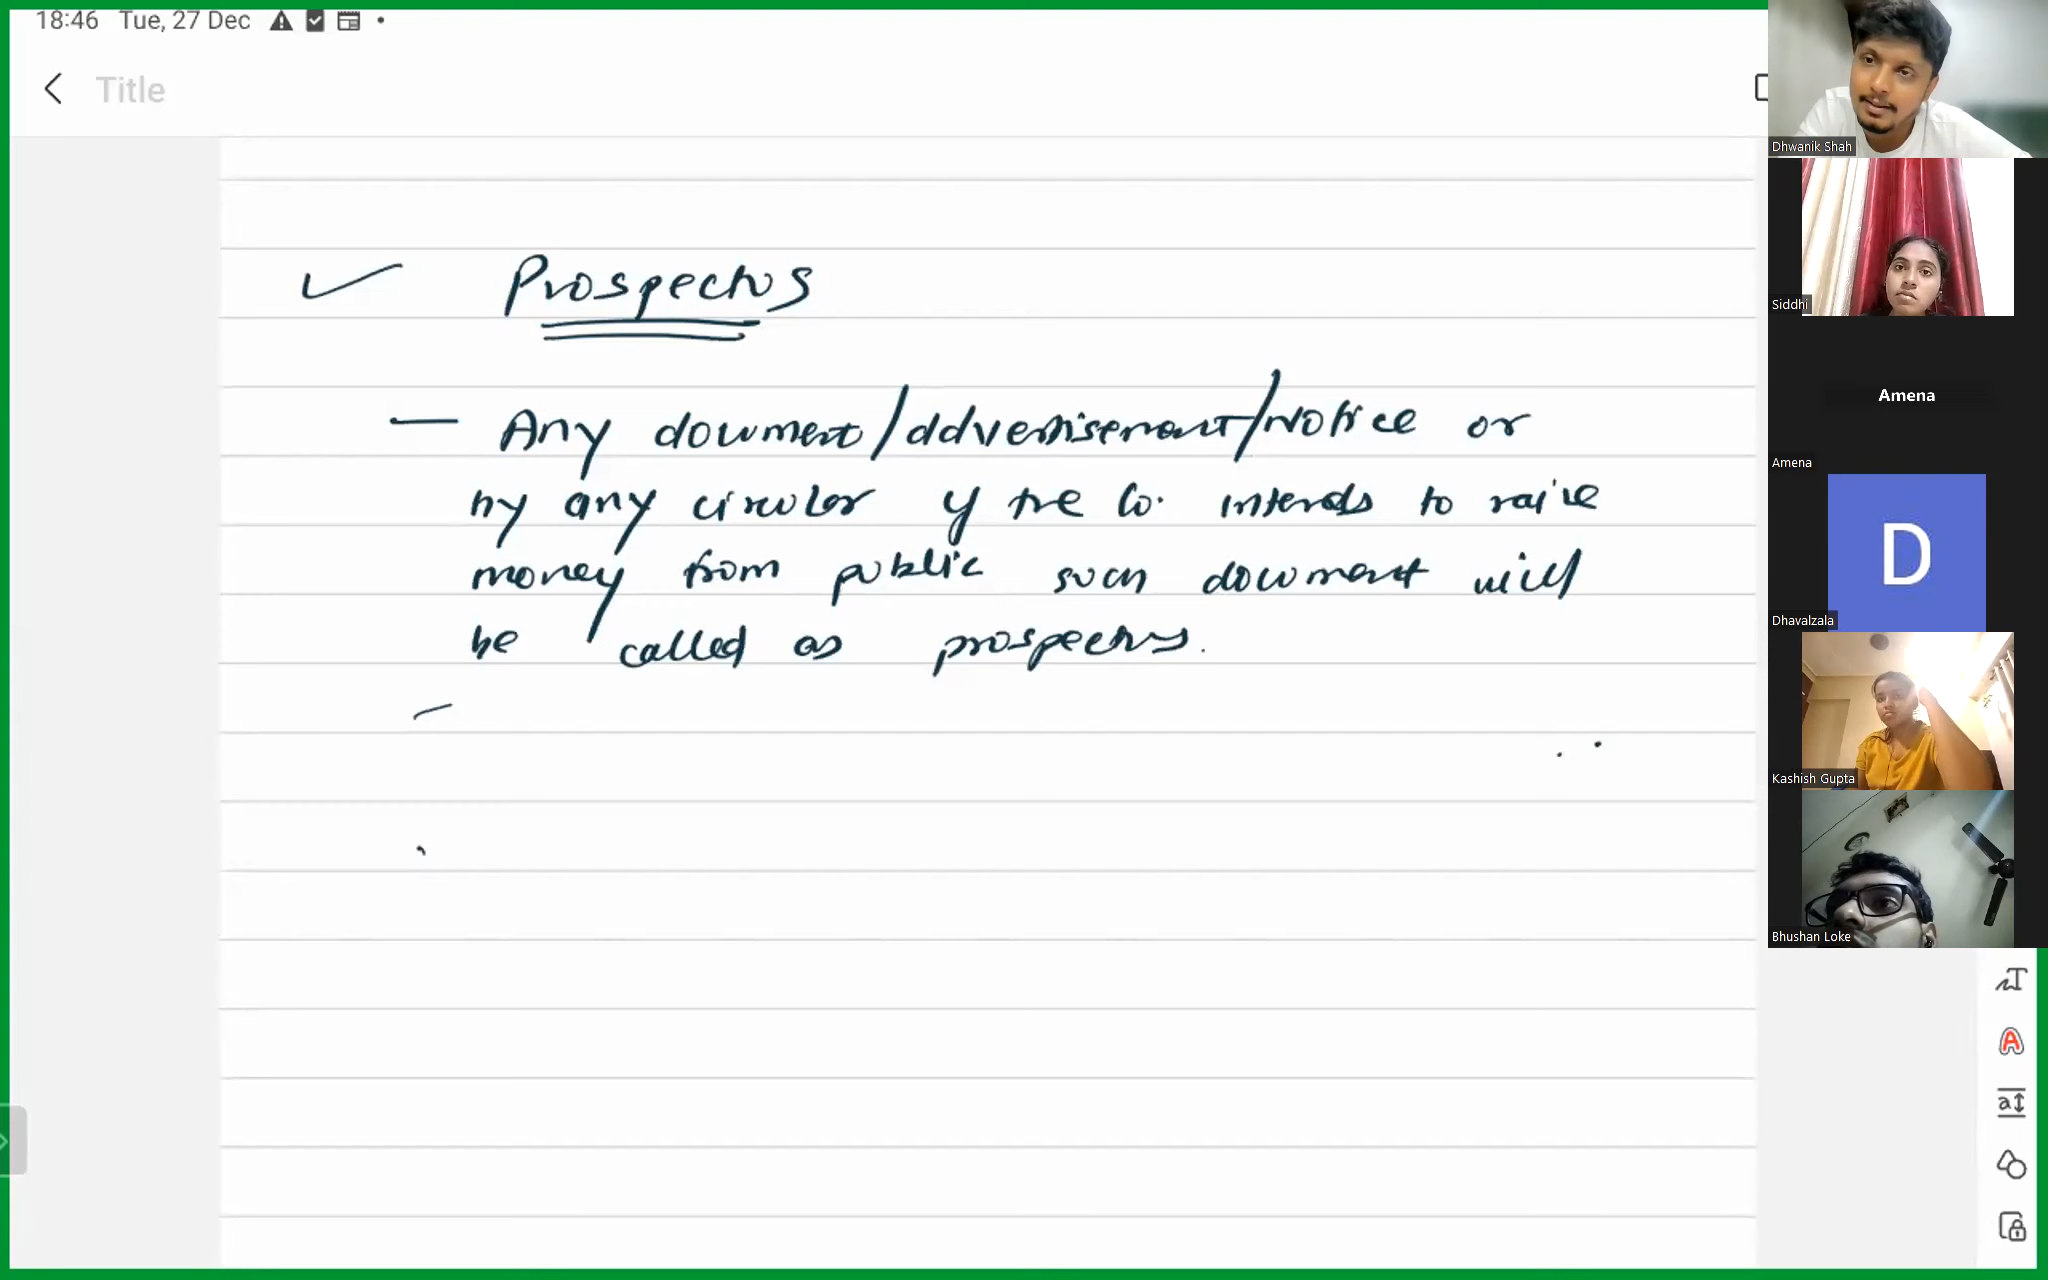 18:46 Tue, 27 Dec
Title
Prospectus
— Any document/Advertisement/Notice or
by any circular if the Co. intends to raise
money from public such document will
be called as prospectus.
Dhwanik Shah
Siddhi
Amena
Amena
D
Dhavalzala
Kashish Gupta
Bhushan Loke
T
A
a